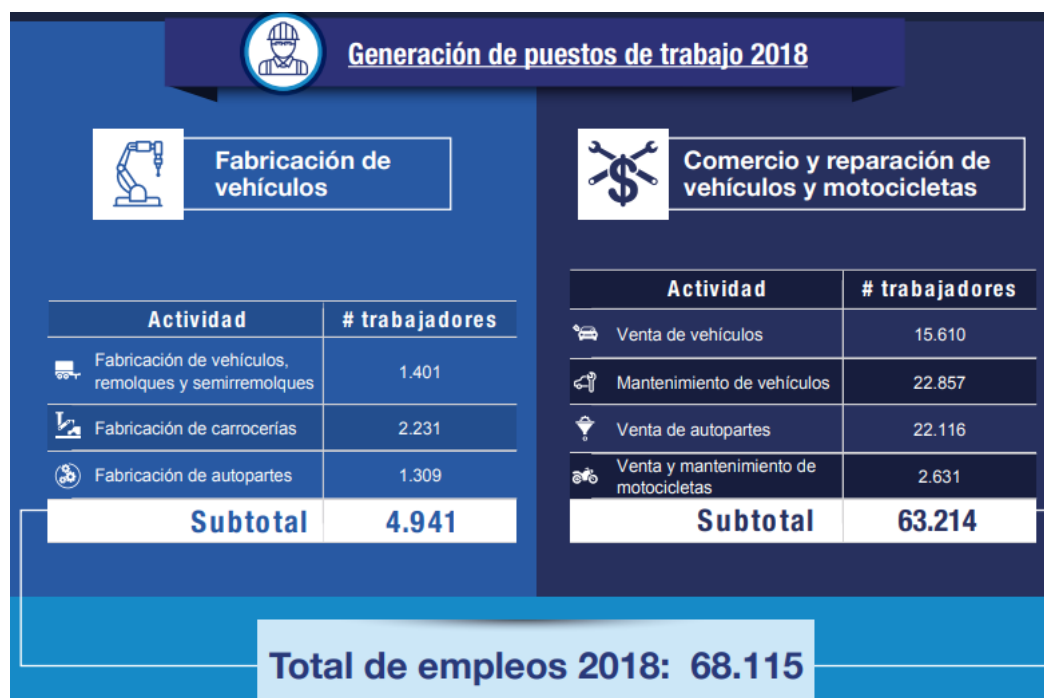 Generación de puestos de trabajo 2018
Fabricación de
vehículos
Actividad # trabajadores
Fabricación de vehículos,
remolques y semirremolques 1.401
Fabricación de carrocerías 2.231
Fabricación de autopartes 1.309
Subtotal 4.941
Comercio y reparación de
vehículos y motocicletas
Actividad # trabajadores
Venta de vehículos 15.610
Mantenimiento de vehículos 22.857
Venta de autopartes 22.116
Venta y mantenimiento de
motocicletas 2.631
Subtotal 63.214
Total de empleos 2018: 68.115